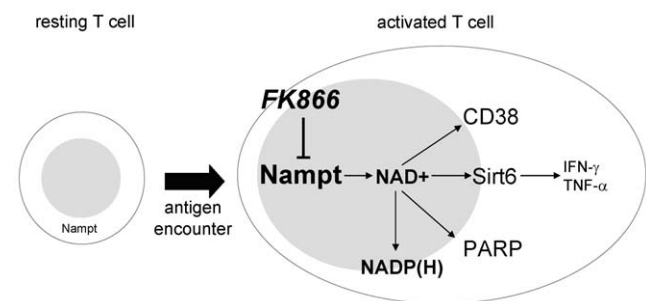 resting T cell
activated T cell
FK866
CD38
Nampt
NAD+
Sirt6
IFN-γ
TNF-α
Nampt
antigen
encounter
PARP
NADP(H)